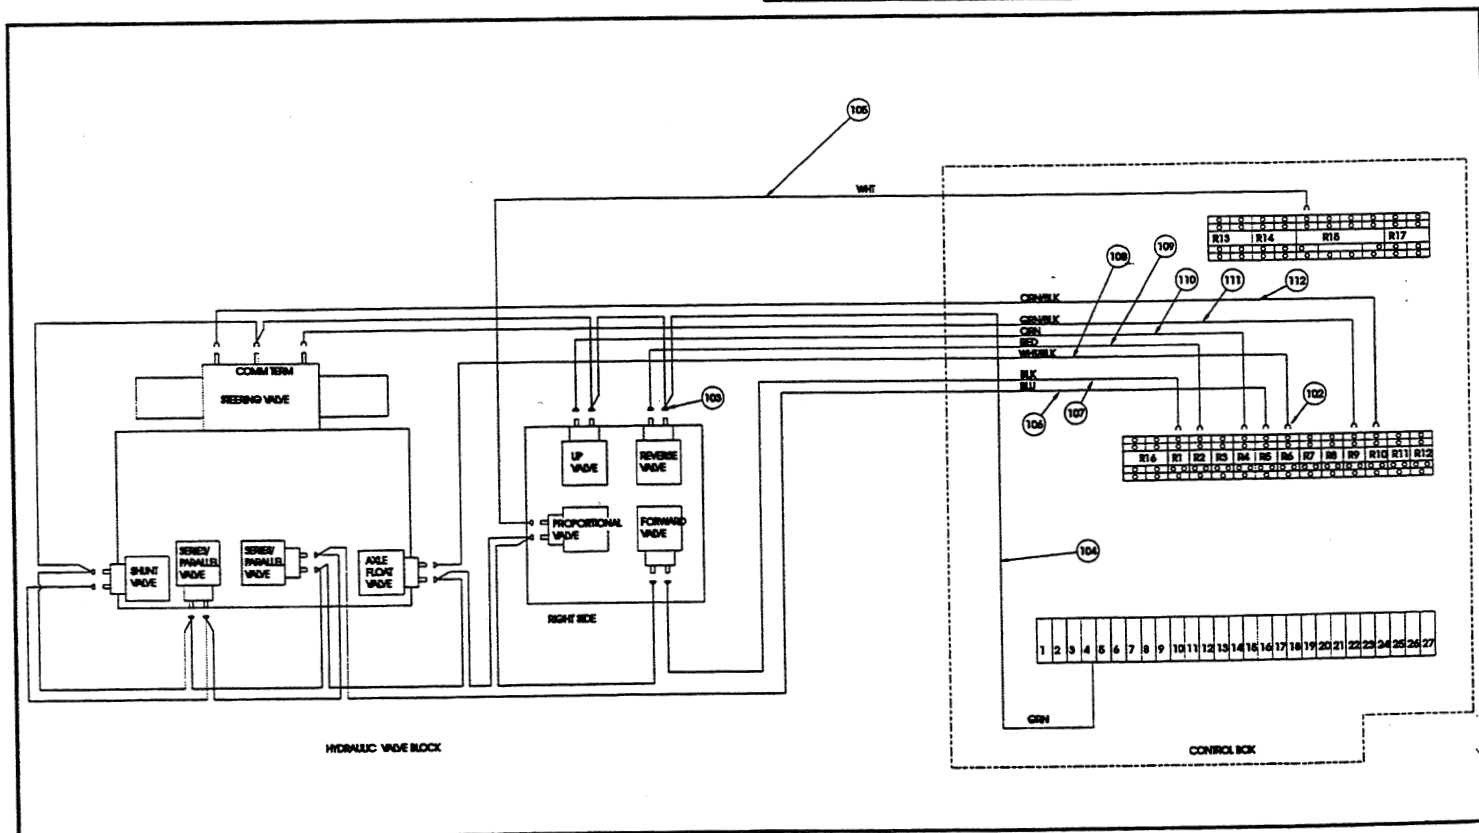 105
WHT
R13 R14 R15 R17
108
109
110
111
112
ORN/BLK
GRN/BLK
ORN
RED
WHT/BLK
BLK
BLU
106
107
102
103
COMM TERM
STEERING VALVE
UP
VALVE
REVERSE
VALVE
R16 R1 R2 R3 R4 R5 R6 R7 R8 R9 R10 R11 R12
PROPORTIONAL
VALVE
FORWARD
VALVE
SHUNT
VALVE
SERIES/
PARALLEL
VALVE
SERIES/
PARALLEL
VALVE
AXLE
FLOAT
VALVE
104
RIGHT SIDE
1 2 3 4 5 6 7 8 9 10 11 12 13 14 15 16 17 18 19 20 21 22 23 24 25 26 27
GRN
HYDRAULIC VALVE BLOCK
CONTROL BOX